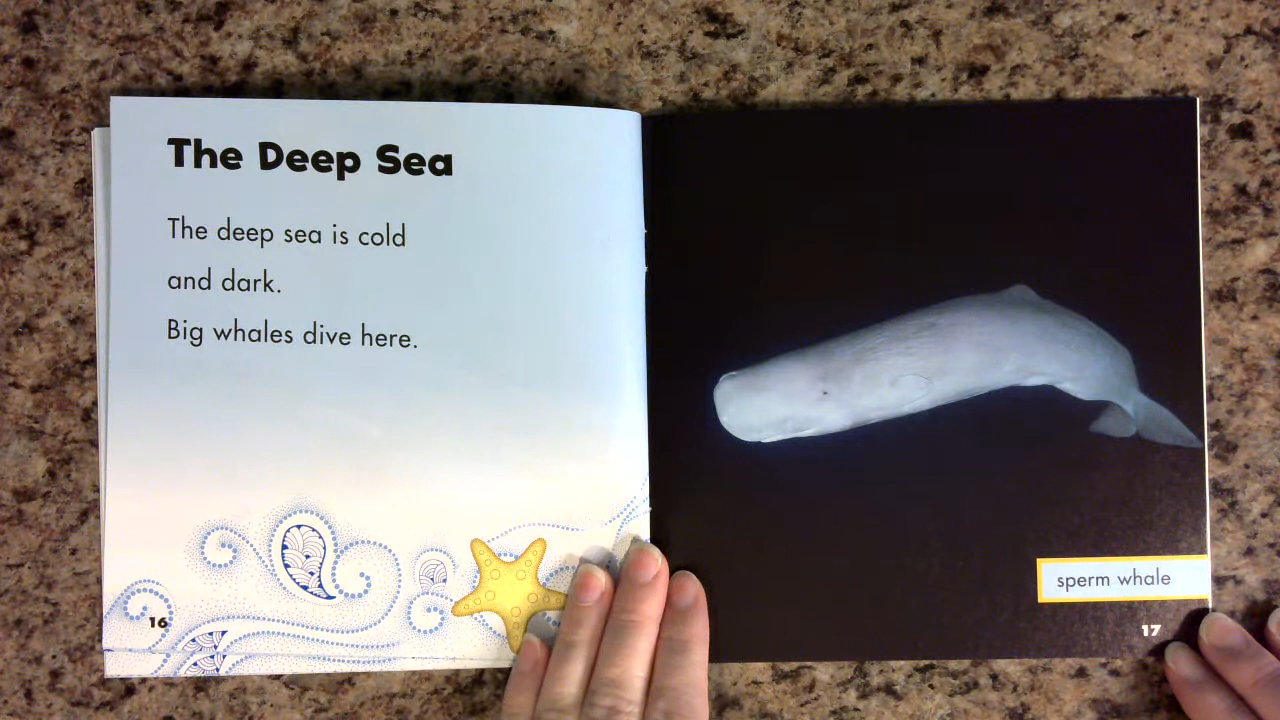 The Deep Sea
The deep sea is cold
and dark.
Big whales dive here.
16
sperm whale
17